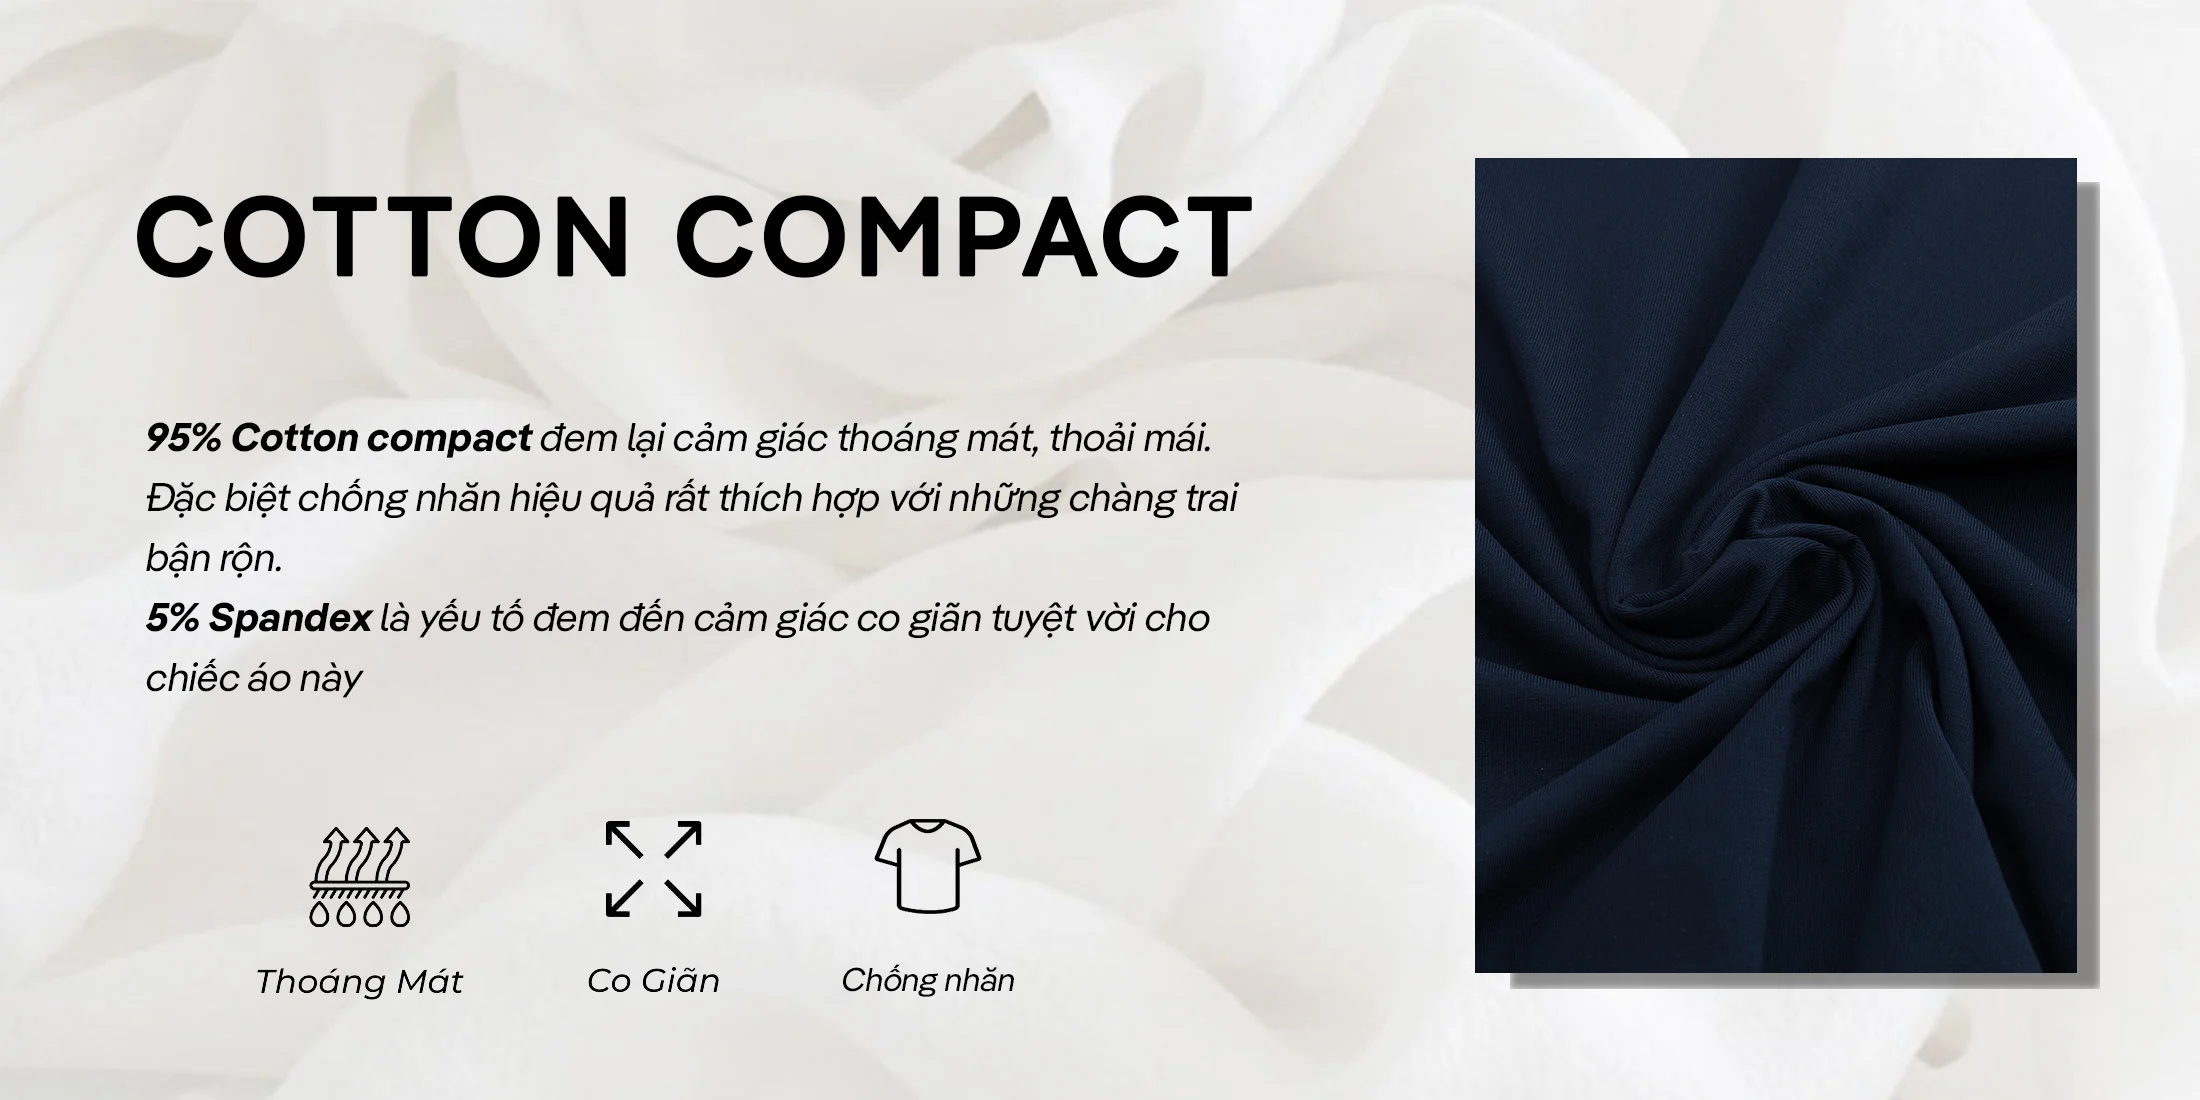 COTTON COMPACT
95% Cotton compact đem lại cảm giác thoáng mát, thoải mái.
Đặc biệt chống nhăn hiệu quả rất thích hợp với những chàng trai
bận rộn.
5% Spandex là yếu tố đem đến cảm giác co giãn tuyệt vời cho
chiếc áo này
Thoáng Mát
Co Giãn
Chống nhăn